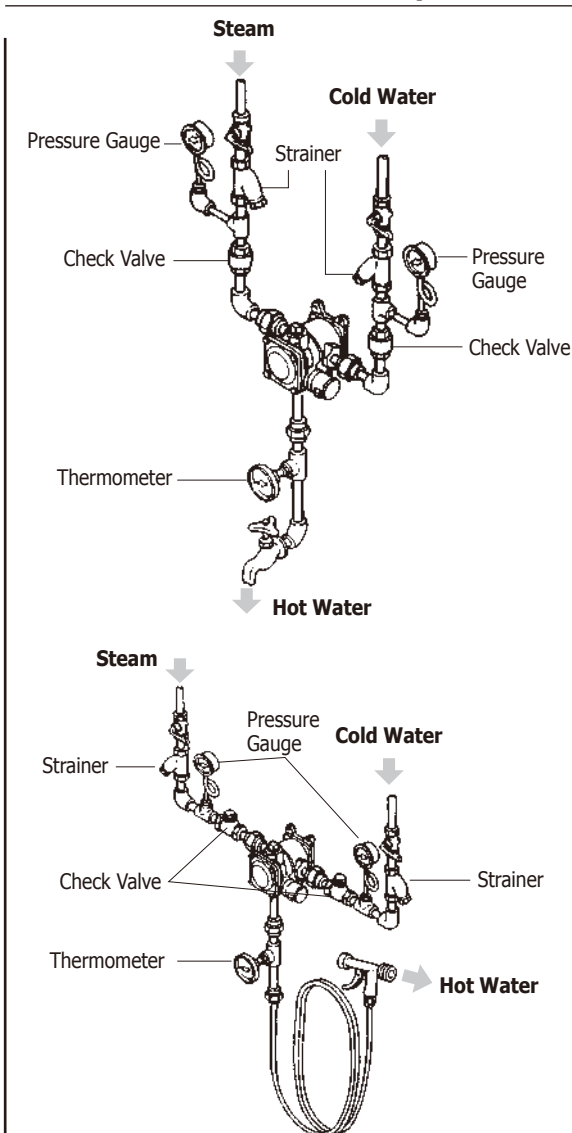 Steam
Cold Water
Pressure Gauge
Strainer
Check Valve
Pressure
Gauge
Check Valve
Thermometer
Hot Water
Steam
Pressure
Gauge
Cold Water
Strainer
Check Valve
Strainer
Thermometer
Hot Water